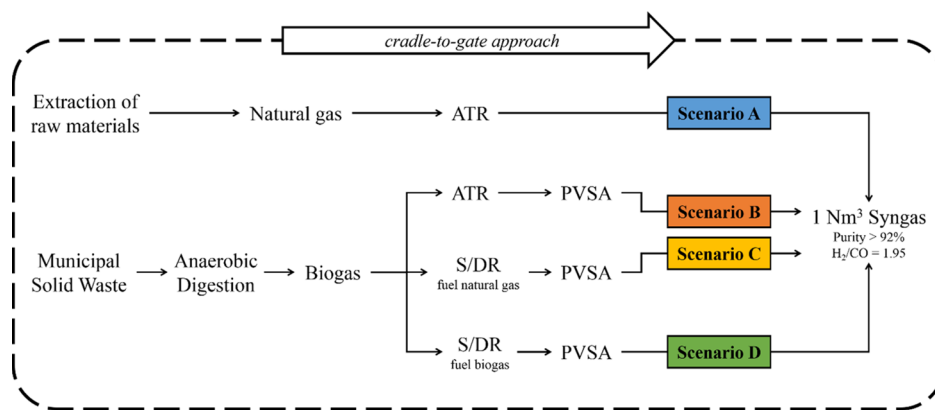 cradle-to-gate approach
Extraction of
raw materials
Natural gas
ATR
Scenario A
ATR
PVSA
Scenario B
1 Nm³ Syngas
Purity > 92%
H₂/CO = 1.95
Municipal
Solid Waste
Anaerobic
Digestion
Biogas
S/DR
fuel natural gas
PVSA
Scenario C
S/DR
fuel biogas
PVSA
Scenario D